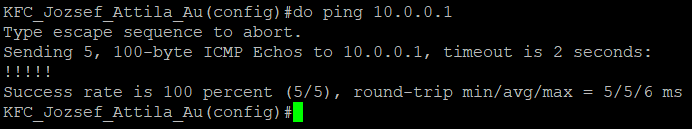 KFC_Jozsef_Attila_Au(config)#do ping 10.0.0.1
Type escape sequence to abort.
Sending 5, 100-byte ICMP Echos to 10.0.0.1, timeout is 2 seconds:
!!!!!
Success rate is 100 percent (5/5), round-trip min/avg/max = 5/5/6 ms
KFC_Jozsef_Attila_Au(config)#